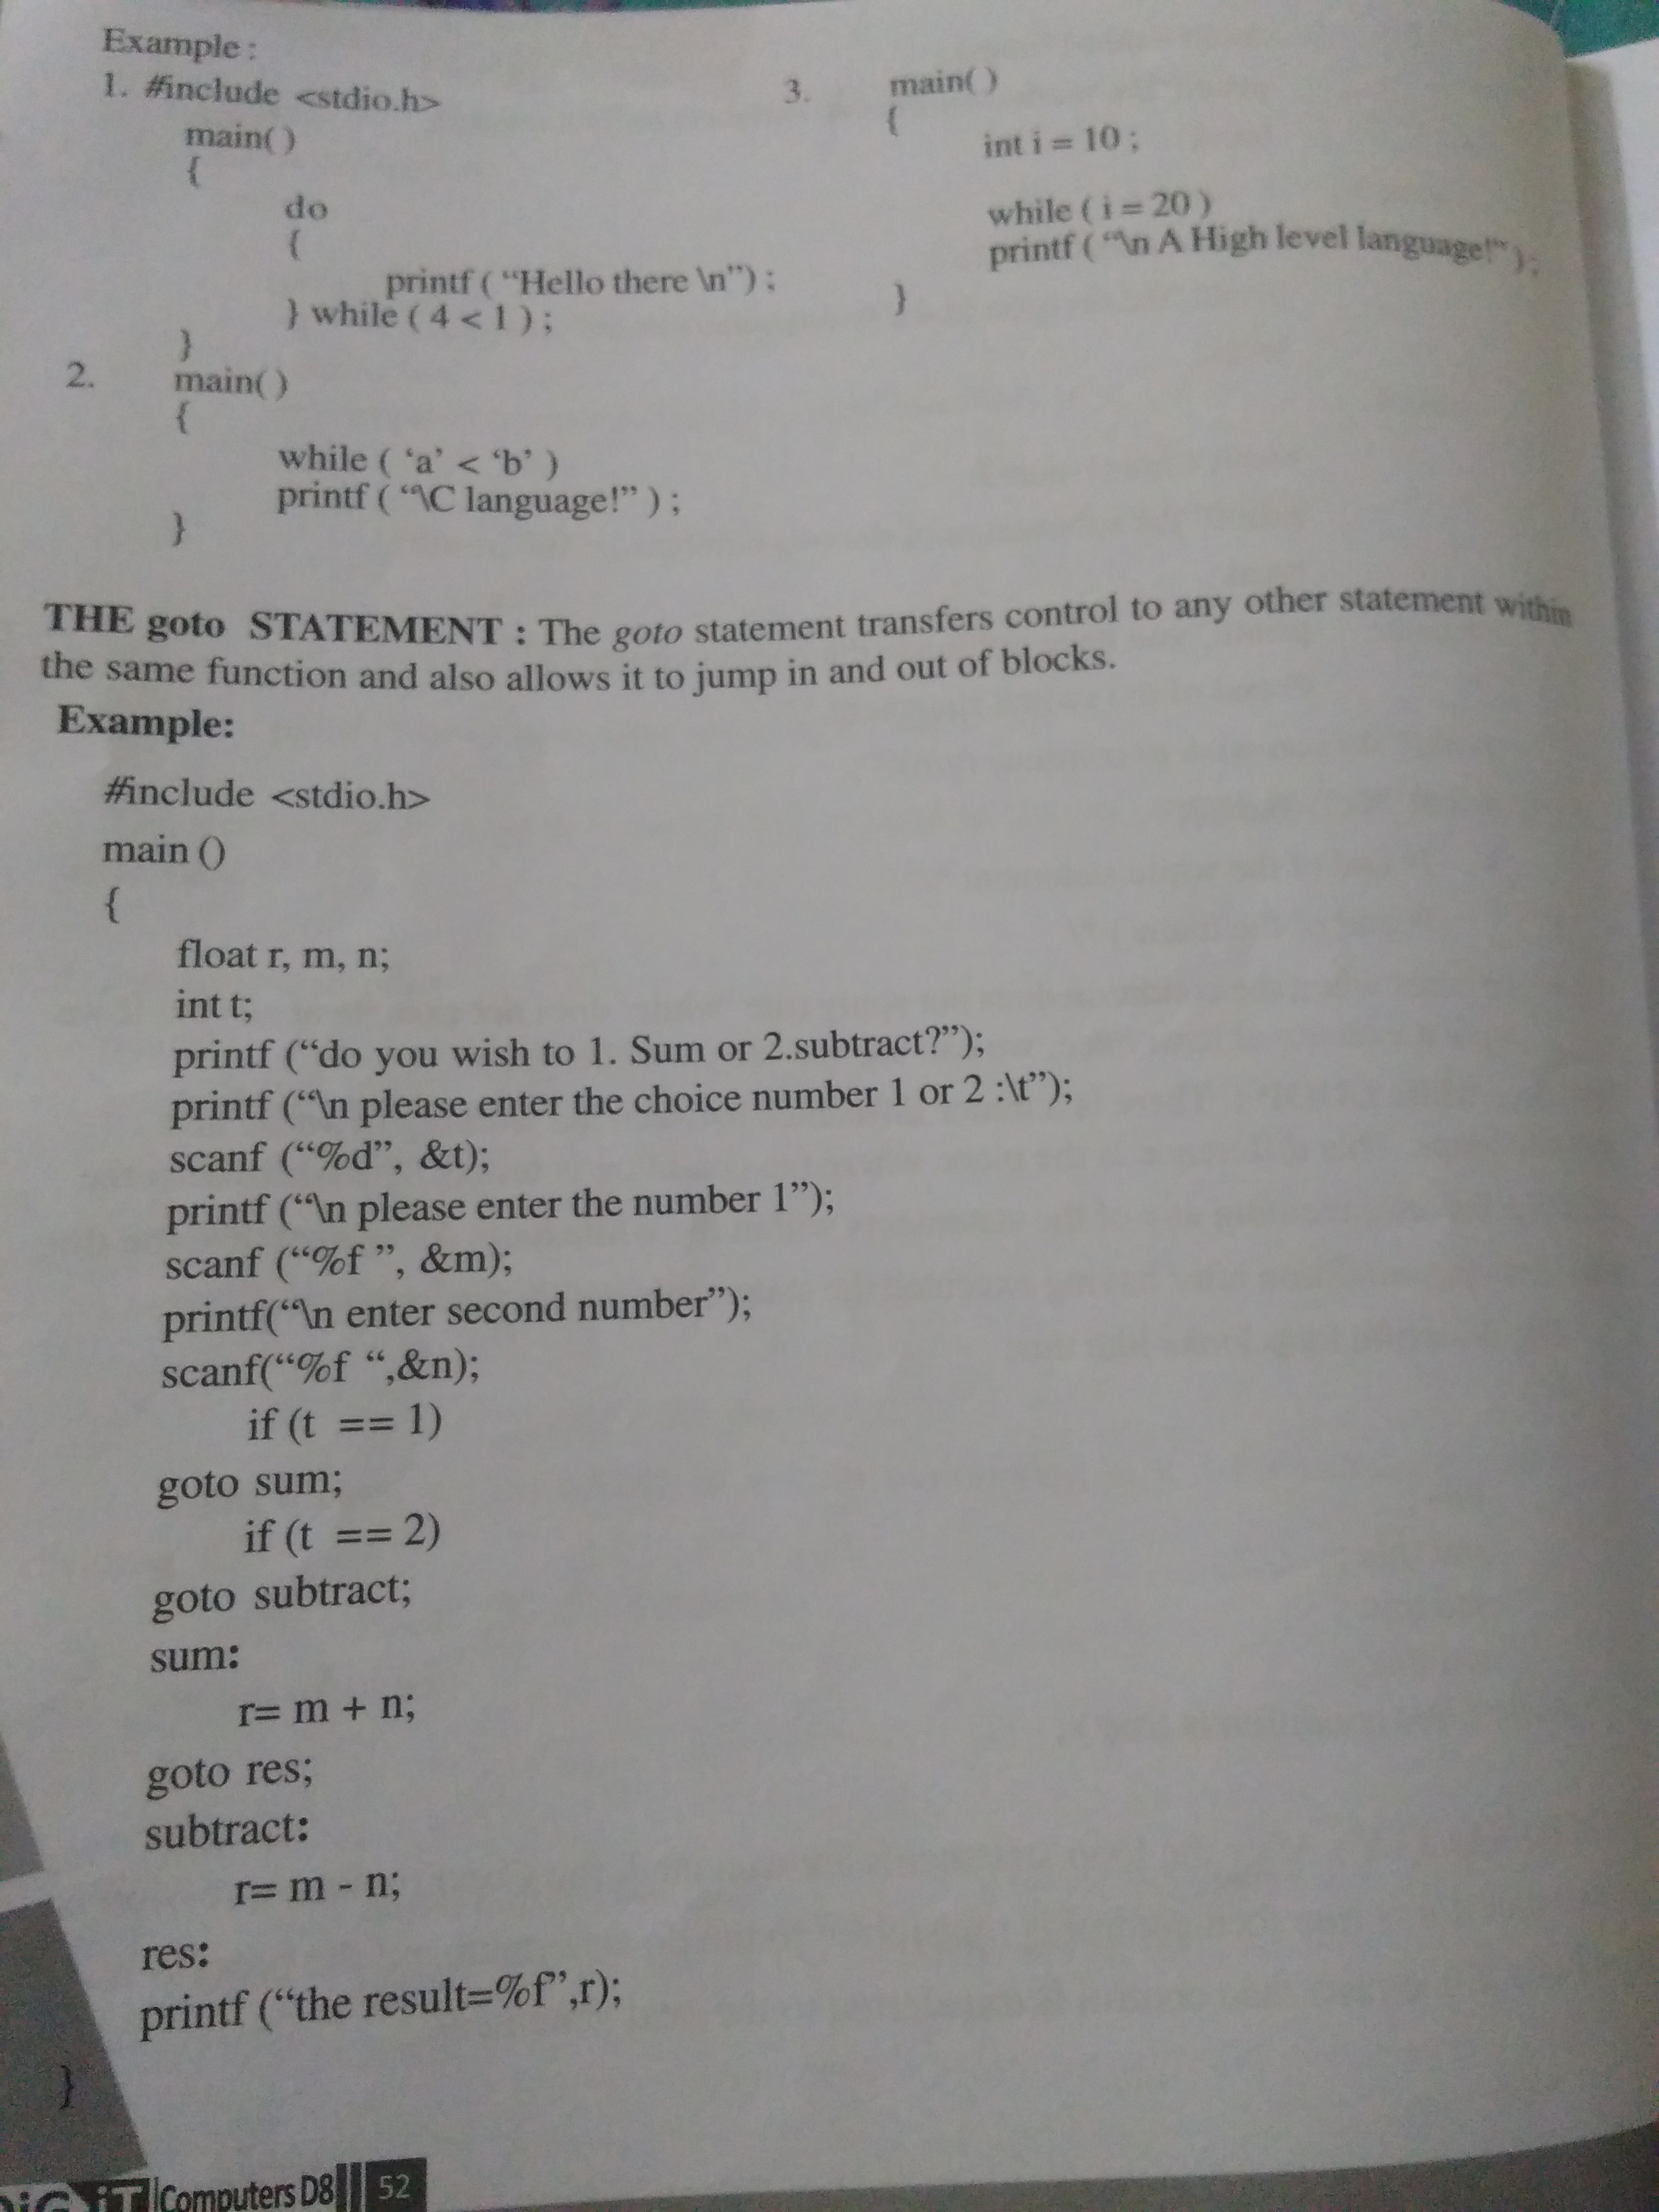 Example :
1. #include <stdio.h>
main( )
{
do
{
printf ( “Hello there \n”) ;
} while ( 4 < 1 ) ;
}
2. main( )
{
while ( ‘a’ < ‘b’ )
printf ( “\C language!” ) ;
}
3. main( )
{
int i = 10 ;
while ( i = 20 )
printf ( “\n A High level language!” ) ;
}
THE goto STATEMENT : The goto statement transfers control to any other statement within
the same function and also allows it to jump in and out of blocks.
Example:
#include <stdio.h>
main ()
{
float r, m, n;
int t;
printf (“do you wish to 1. Sum or 2.subtract?”);
printf (“\n please enter the choice number 1 or 2 :\t”);
scanf (“%d”, &t);
printf (“\n please enter the number 1”);
scanf (“%f ”, &m);
printf(“\n enter second number”);
scanf(“%f “,&n);
if (t == 1)
goto sum;
if (t == 2)
goto subtract;
sum:
r= m + n;
goto res;
subtract:
r= m - n;
res:
printf (“the result=%f”,r);
}
DiG iT Computers D8 52